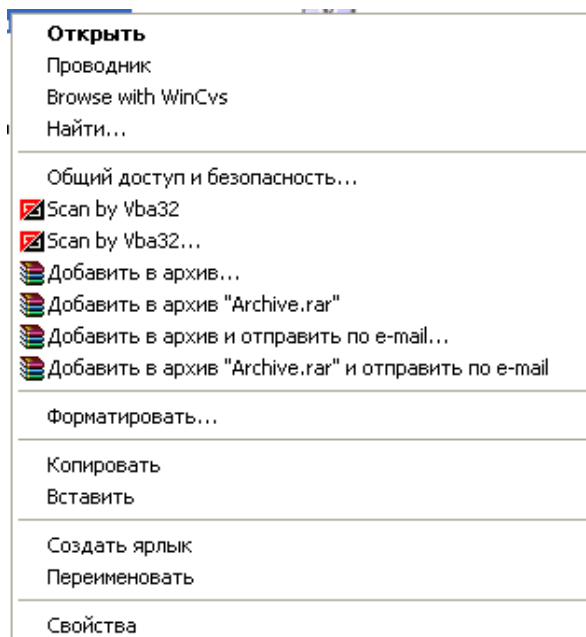 Открыть
Проводник
Browse with WinCvs
Найти...
Общий доступ и безопасность...
Scan by Vba32
Scan by Vba32...
Добавить в архив...
Добавить в архив "Archive.rar"
Добавить в архив и отправить по e-mail...
Добавить в архив "Archive.rar" и отправить по e-mail
Форматировать...
Копировать
Вставить
Создать ярлык
Переименовать
Свойства